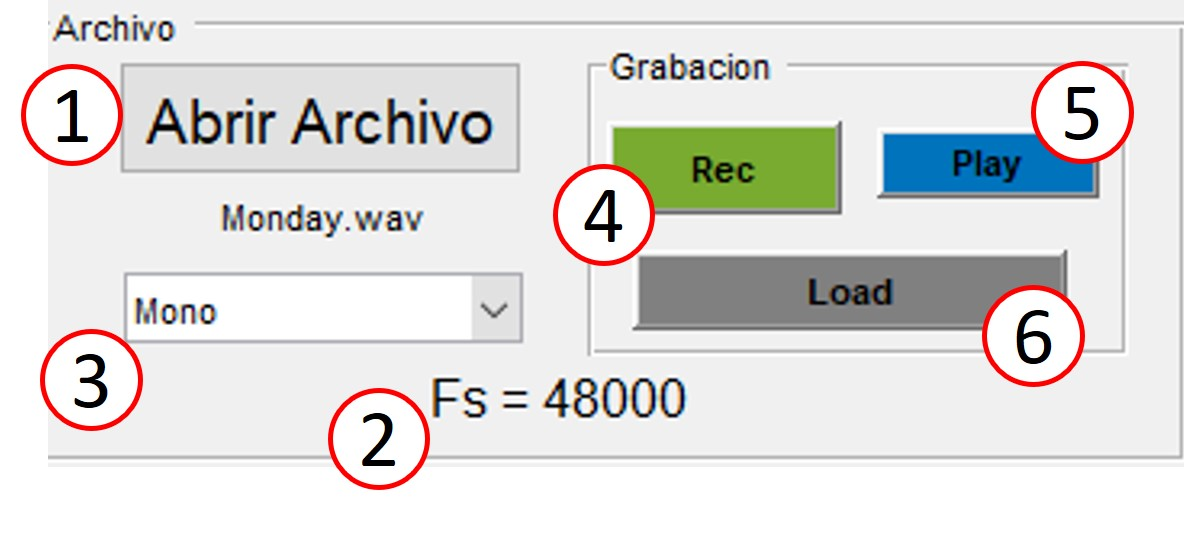 Archivo
1
Abrir Archivo
Monday.wav
Mono
3
2
Fs = 48000
Grabacion
4
Rec
5
Play
Load
6